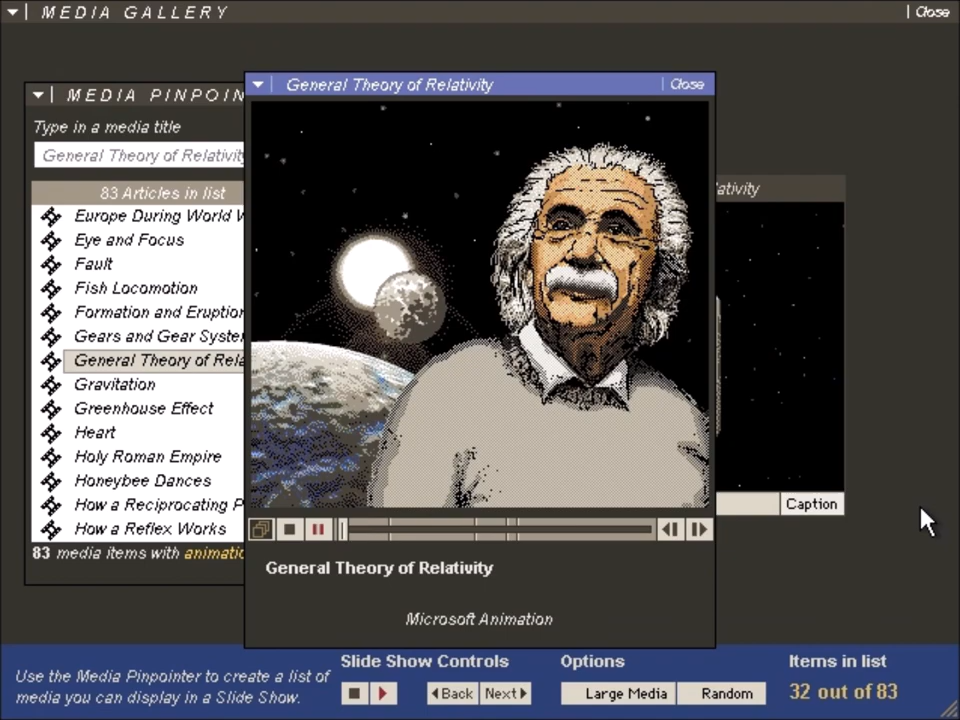 MEDIA GALLERY
Close
MEDIA PINPOIN
General Theory of Relativity
Close
Type in a media title
General Theory of Relativity
83 Articles in list
ativity
Europe During World W
Eye and Focus
Fault
Fish Locomotion
Formation and Eruption
Gears and Gear System
General Theory of Rela
Gravitation
Greenhouse Effect
Heart
Holy Roman Empire
Honeybee Dances
How a Reciprocating P
How a Reflex Works
Caption
83 media items with animatio
General Theory of Relativity
Microsoft Animation
Use the Media Pinpointer to create a list of
media you can display in a Slide Show.
Slide Show Controls
Back Next
Options
Large Media Random
Items in list
32 out of 83